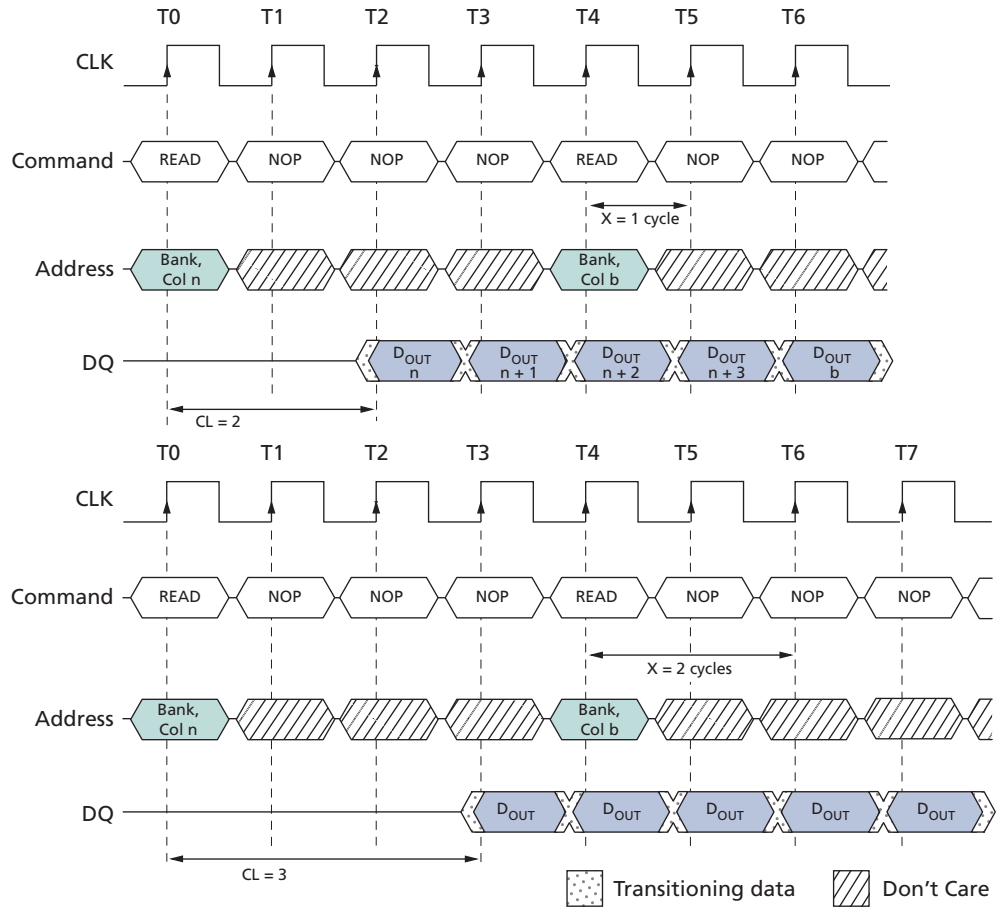 T0 T1 T2 T3 T4 T5 T6
CLK
Command READ NOP NOP NOP READ NOP NOP
X = 1 cycle
Address Bank, Col n Bank, Col b
DQ DOUT n DOUT n + 1 DOUT n + 2 DOUT n + 3 DOUT b
CL = 2
T0 T1 T2 T3 T4 T5 T6 T7
CLK
Command READ NOP NOP NOP READ NOP NOP NOP
X = 2 cycles
Address Bank, Col n Bank, Col b
DQ DOUT DOUT DOUT DOUT DOUT
CL = 3
Transitioning data Don't Care